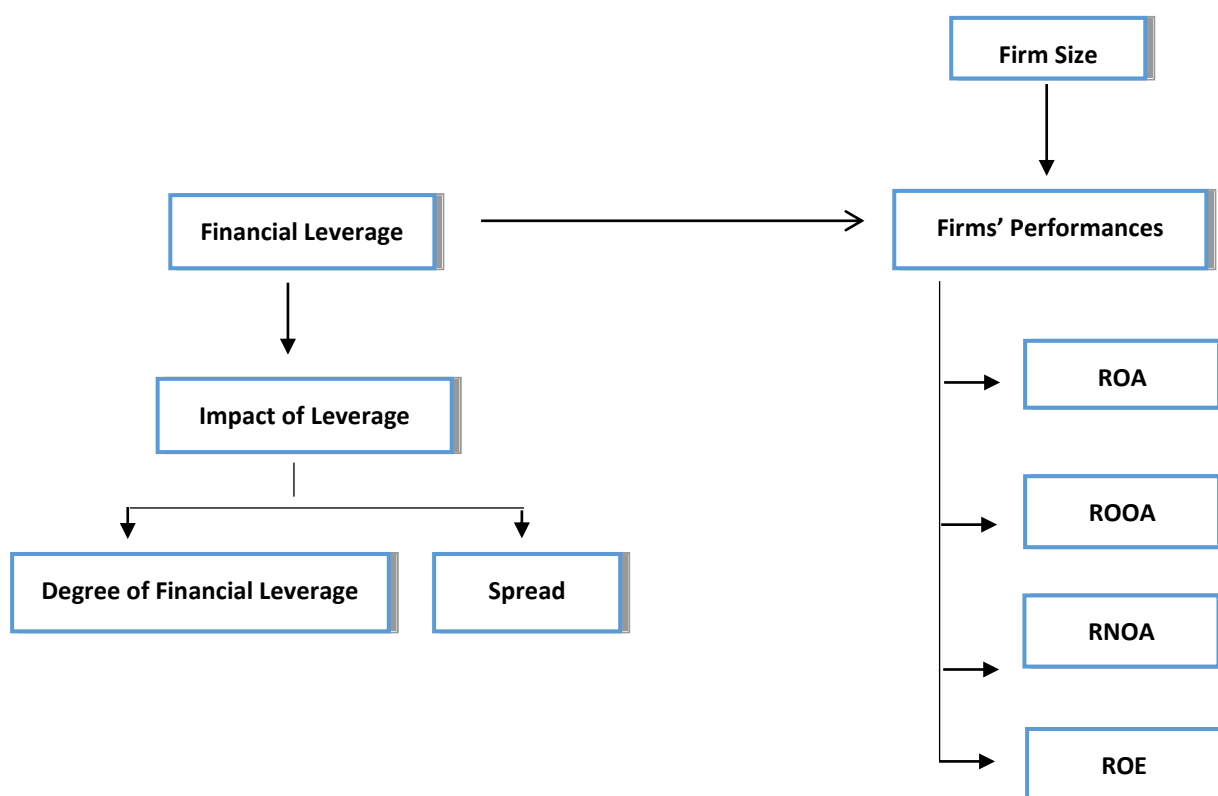 Firm Size
Financial Leverage
Firms’ Performances
ROA
Impact of Leverage
ROOA
Degree of Financial Leverage
Spread
RNOA
ROE